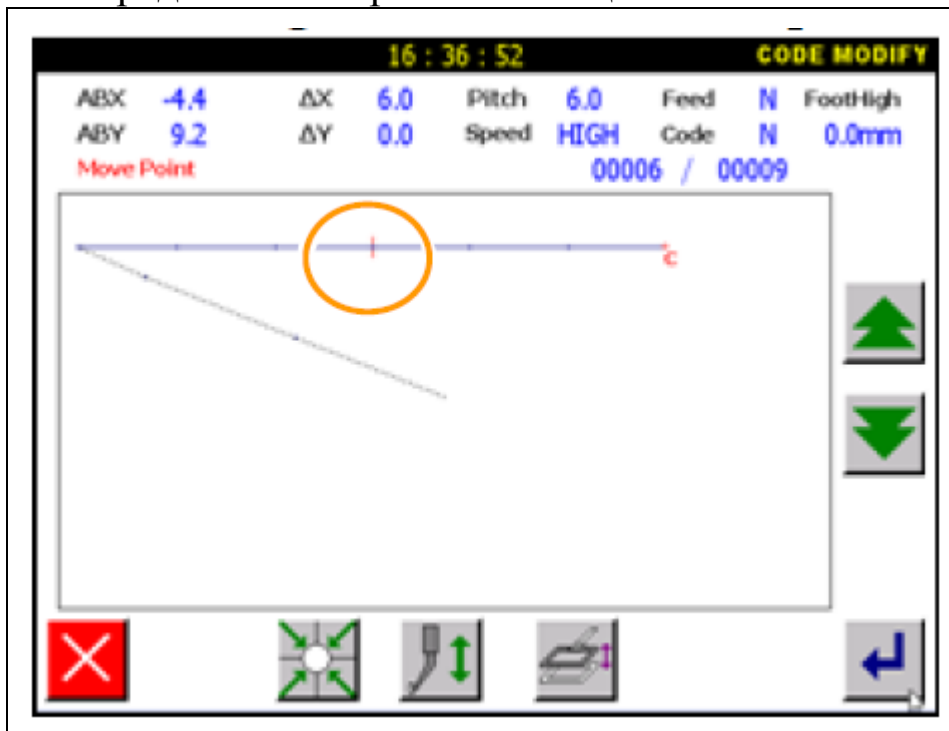 16 : 36 : 52 CODE MODIFY
ABX -4.4 ΔX 6.0 Pitch 6.0 Feed N FootHigh
ABY 9.2 ΔY 0.0 Speed HIGH Code N 0.0mm
Move Point 00006 / 00009
C